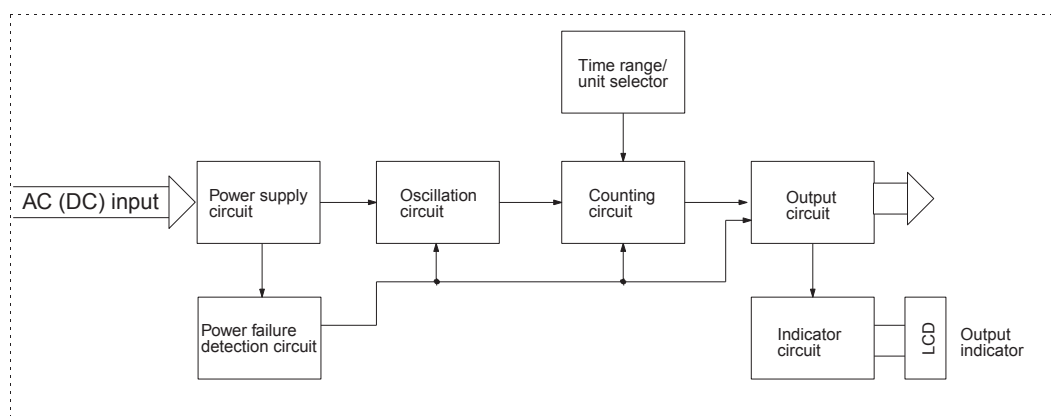 Time range/
unit selector
AC (DC) input
Power supply
circuit
Oscillation
circuit
Counting
circuit
Output
circuit
Power failure
detection circuit
Indicator
circuit
LCD
Output
indicator